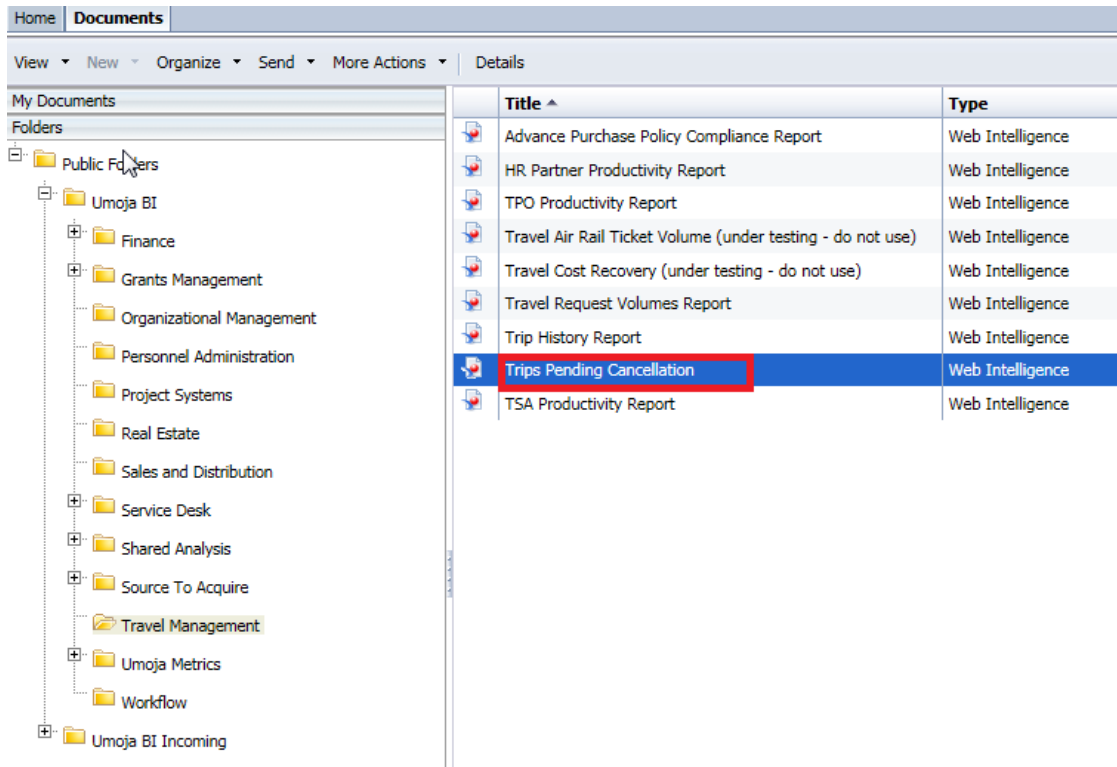 Home Documents
View New Organize Send More Actions Details
My Documents
Folders
Public Folders
Umoja BI
Finance
Grants Management
Organizational Management
Personnel Administration
Project Systems
Real Estate
Sales and Distribution
Service Desk
Shared Analysis
Source To Acquire
Travel Management
Umoja Metrics
Workflow
Umoja BI Incoming
Title Type
Advance Purchase Policy Compliance Report Web Intelligence
HR Partner Productivity Report Web Intelligence
TPO Productivity Report Web Intelligence
Travel Air Rail Ticket Volume (under testing - do not use) Web Intelligence
Travel Cost Recovery (under testing - do not use) Web Intelligence
Travel Request Volumes Report Web Intelligence
Trip History Report Web Intelligence
Trips Pending Cancellation Web Intelligence
TSA Productivity Report Web Intelligence